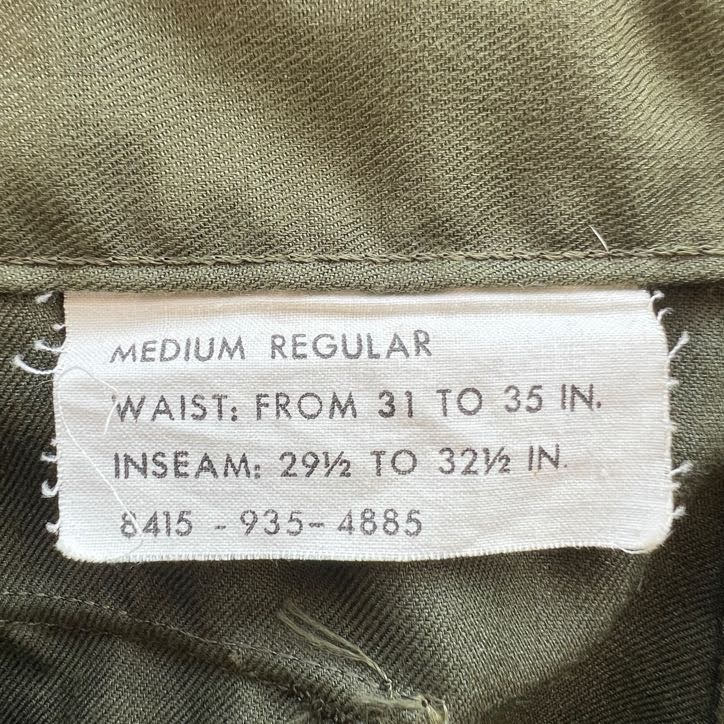 MEDIUM REGULAR
WAIST: FROM 31 TO 35 IN.
INSEAM: 29½ TO 32½ IN.
8415 - 935-4885